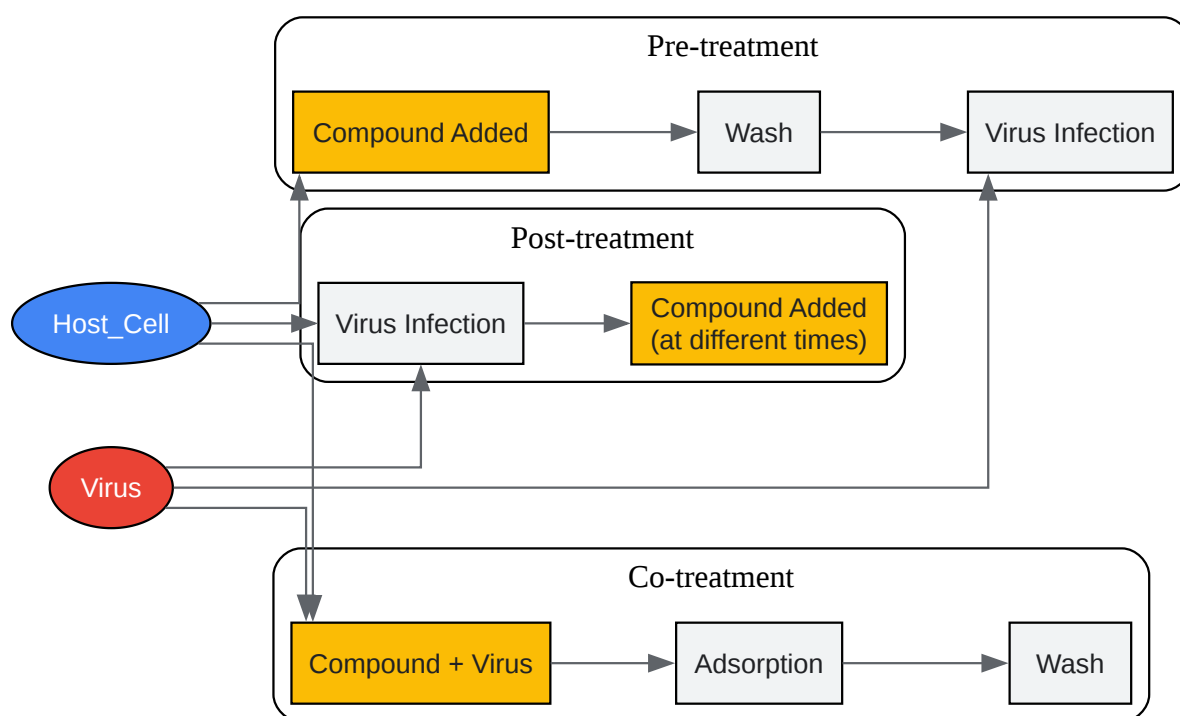 Pre-treatment
Compound Added
Wash
Virus Infection
Post-treatment
Host_Cell
Virus Infection
Compound Added
(at different times)
Virus
Co-treatment
Compound + Virus
Adsorption
Wash